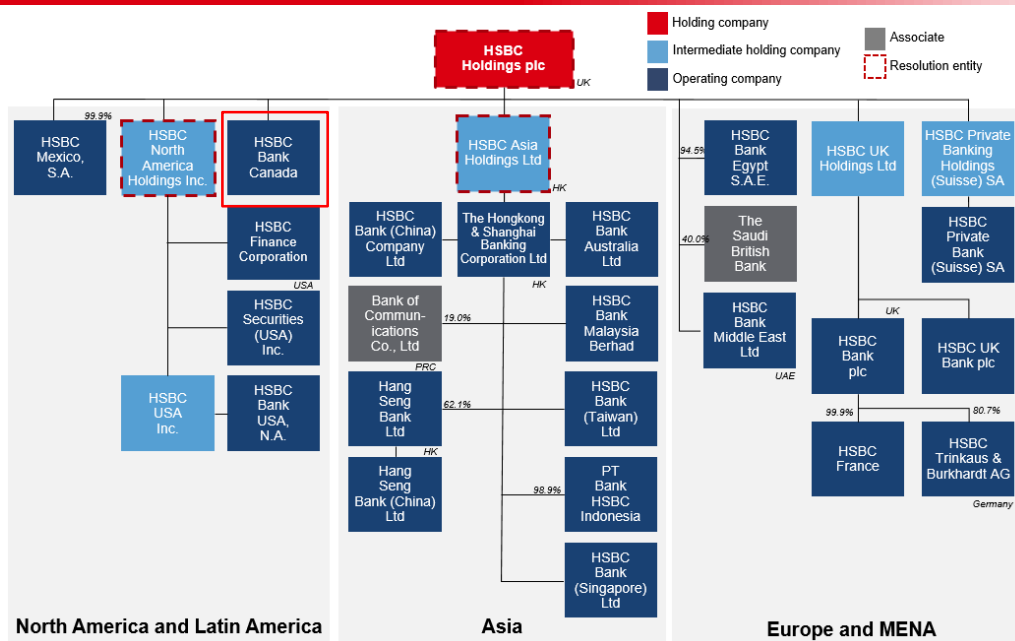 Holding company
Intermediate holding company
Operating company
Associate
Resolution entity
HSBC
Holdings plc
UK
99.9%
HSBC
Mexico,
S.A.
HSBC
North
America
Holdings Inc.
HSBC
Bank
Canada
HSBC
Finance
Corporation
USA
HSBC
Securities
(USA)
Inc.
HSBC
USA
Inc.
HSBC
Bank
USA,
N.A.
North America and Latin America
HSBC Asia
Holdings Ltd
HK
HSBC
Bank (China)
Company
Ltd
The Hongkong
& Shanghai
Banking
Corporation Ltd
HK
HSBC
Bank
Australia
Ltd
Bank of
Commun-
ications
Co., Ltd
PRC
19.0%
HSBC
Bank
Malaysia
Berhad
Hang
Seng
Bank
Ltd
HK
62.1%
HSBC
Bank
(Taiwan)
Ltd
Hang
Seng
Bank (China)
Ltd
98.9%
PT
Bank
HSBC
Indonesia
HSBC
Bank
(Singapore)
Ltd
Asia
94.5%
HSBC
Bank
Egypt
S.A.E.
40.0%
The
Saudi
British
Bank
HSBC
Bank
Middle East
Ltd
UAE
HSBC UK
Holdings Ltd
UK
HSBC Private
Banking
Holdings
(Suisse) SA
HSBC
Private
Bank
(Suisse) SA
HSBC
Bank
plc
HSBC UK
Bank plc
99.9%
80.7%
HSBC
France
HSBC
Trinkaus &
Burkhardt AG
Germany
Europe and MENA